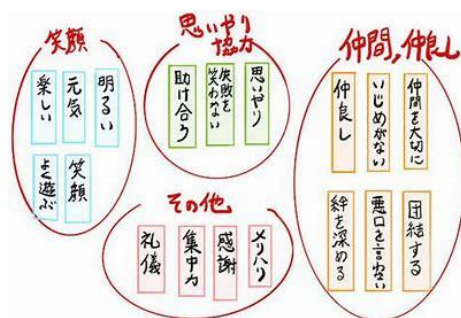 笑顔
明るい
元気
楽しい
笑顔
よく遊ぶ
思いやり
協力
思いやり
失敗を
笑わない
助け合う
仲間、仲良し
仲間を大切に
いじめがない
仲良し
団結する
悪口を言わない
絆を深める
その他
メリハリ
感謝
集中力
礼儀